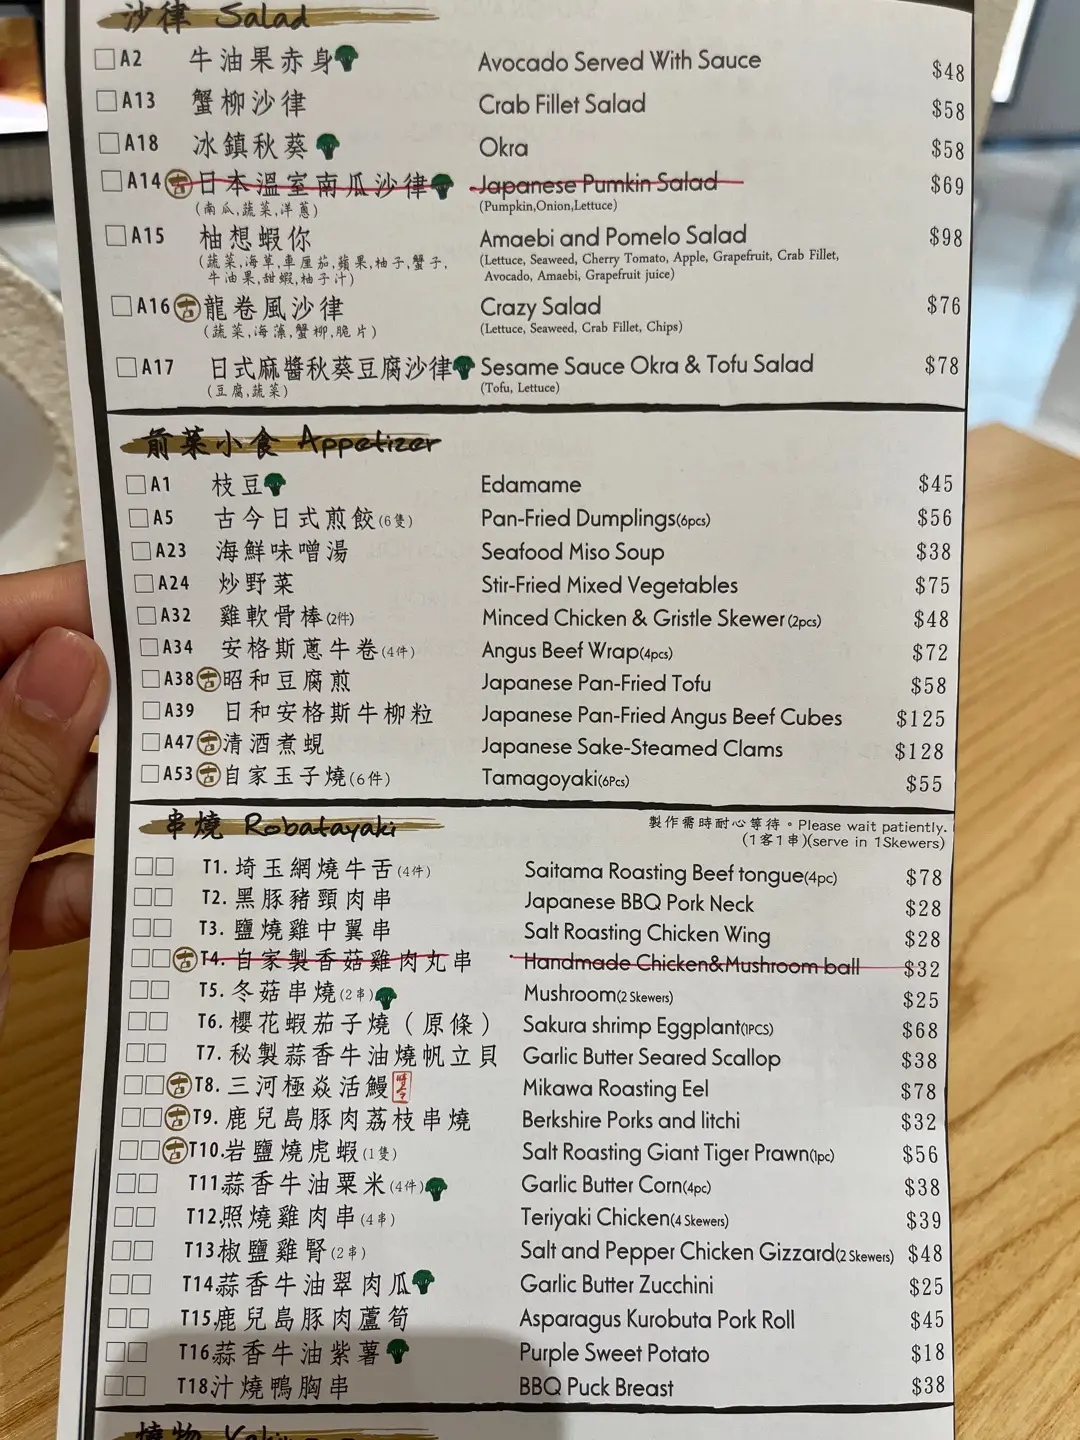 沙律 Salad
A2 牛油果赤身 Avocado Served With Sauce $48
A13 蟹柳沙律 Crab Fillet Salad $58
A18 冰鎮秋葵 Okra $58
A14 古 日本溫室南瓜沙律 Japanese Pumkin Salad $69
(南瓜,蔬菜,洋蔥) (Pumpkin,Onion,Lettuce)
A15 柚想蝦你 Amaebi and Pomelo Salad $98
(蔬菜,海草,車厘茄,蘋果,柚子,蟹子, (Lettuce, Seaweed, Cherry Tomato, Apple, Grapefruit, Crab Fillet,
牛油果,甜蝦,柚子汁) Avocado, Amaebi, Grapefruit juice)
A16 古 龍卷風沙律 Crazy Salad $76
(蔬菜,海藻,蟹柳,脆片) (Lettuce, Seaweed, Crab Fillet, Chips)
A17 日式麻醬秋葵豆腐沙律 Sesame Sauce Okra & Tofu Salad $78
(豆腐,蔬菜) (Tofu, Lettuce)
前菜小食 Appetizer
A1 枝豆 Edamame $45
A5 古今日式煎餃(6隻) Pan-Fried Dumplings(6pcs) $56
A23 海鮮味噌湯 Seafood Miso Soup $38
A24 炒野菜 Stir-Fried Mixed Vegetables $75
A32 雞軟骨棒(2件) Minced Chicken & Gristle Skewer(2pcs) $48
A34 安格斯蔥牛卷(4件) Angus Beef Wrap(4pcs) $72
A38 古 昭和豆腐煎 Japanese Pan-Fried Tofu $58
A39 日和安格斯牛柳粒 Japanese Pan-Fried Angus Beef Cubes $125
A47 古 清酒煮蜆 Japanese Sake-Steamed Clams $128
A53 古 自家玉子燒(6件) Tamagoyaki(6Pcs) $55
串燒 Robatayaki 製作需時耐心等待。Please wait patiently.
(1客1串)(serve in 1Skewers)
T1. 埼玉網燒牛舌(4件) Saitama Roasting Beef tongue(4pc) $78
T2. 黑豚豬頸肉串 Japanese BBQ Pork Neck $28
T3. 鹽燒雞中翼串 Salt Roasting Chicken Wing $28
古 T4. 自家製香菇雞肉丸串 Handmade Chicken&Mushroom ball $32
T5. 冬菇串燒(2串) Mushroom(2 Skewers) $25
T6. 櫻花蝦茄子燒（原條） Sakura shrimp Eggplant(1PCS) $68
T7. 秘製蒜香牛油燒帆立貝 Garlic Butter Seared Scallop $38
古 T8. 三河極焱活鰻 Mikawa Roasting Eel $78
古 T9. 鹿兒島豚肉荔枝串燒 Berkshire Porks and litchi $32
古 T10. 岩鹽燒虎蝦(1隻) Salt Roasting Giant Tiger Prawn(1pc) $56
T11. 蒜香牛油粟米(4件) Garlic Butter Corn(4pc) $38
T12. 照燒雞肉串(4串) Teriyaki Chicken(4 Skewers) $39
T13 椒鹽雞腎(2串) Salt and Pepper Chicken Gizzard(2 Skewers) $48
T14 蒜香牛油翠肉瓜 Garlic Butter Zucchini $25
T15. 鹿兒島豚肉蘆筍 Asparagus Kurobuta Pork Roll $45
T16 蒜香牛油紫薯 Purple Sweet Potato $18
T18 汁燒鴨胸串 BBQ Puck Breast $38